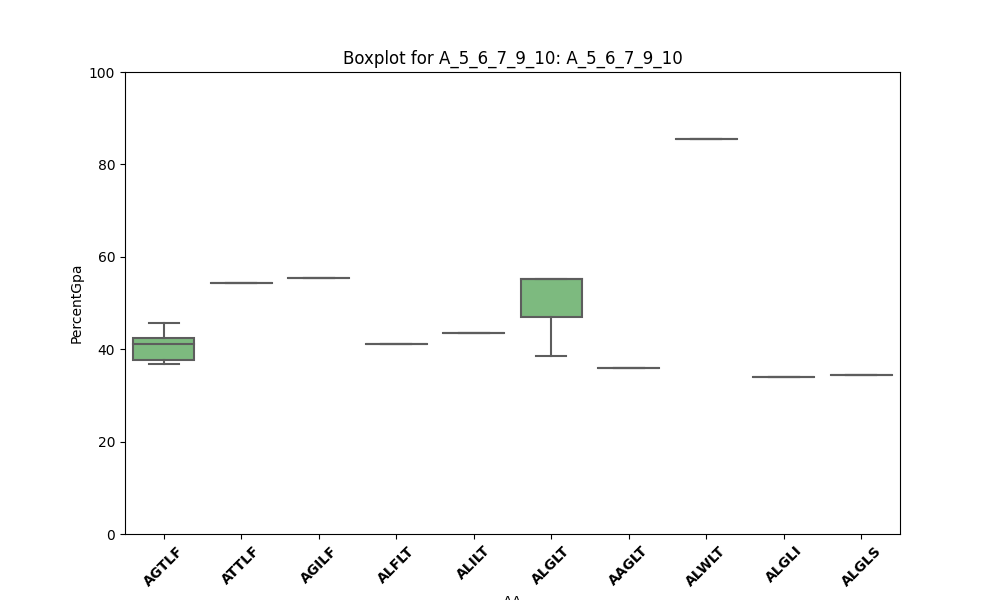 Boxplot for A_5_6_7_9_10: A_5_6_7_9_10
100
80
60
40
20
0
PercentGpa
AGTLF
ATTLF
AGILF
ALFLT
ALILT
ALGLT
AAGLT
ALWLT
ALGLI
ALGLS
AA